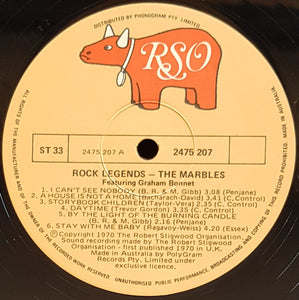 DISTRIBUTED BY PHONOGRAM PTY. LIMITED
RSO
ST 33
2475 207 A
2475 207
ROCK LEGENDS – THE MARBLES
Featuring Graham Bonnet
1. I CAN'T SEE NOBODY (B. R. & M. Gibb) 3.08 (Penjane)
2. A HOUSE IS NOT A HOME (Bacharach-David) 3.41 (C. Control)
3. STORYBOOK CHILDREN (Taylor-Vera) 2.35 (C. Control)
4. DAYTIME (Trevor Gordon) 3.31 (C. Control)
5. BY THE LIGHT OF THE BURNING CANDLE
(B. R. & M. Gibb) (Penjane)
6. STAY WITH ME BABY (Ragavoy-Weiss) 4.20 (Essex)
© Copyright 1970 The Robert Stigwood Organisation
Sound recording made by The Robert Stigwood
Organisation - first published 1970 in U.K.
Made in Australia by PolyGram
Records Pty. Limited under
exclusive licence.
ALL RIGHTS OF THE MANUFACTURER AND OF THE OWNER OF THE RECORDED WORK RESERVED
UNAUTHORISED PUBLIC PERFORMANCE, BROADCASTING AND COPYING OF THIS RECORD PROHIBITED